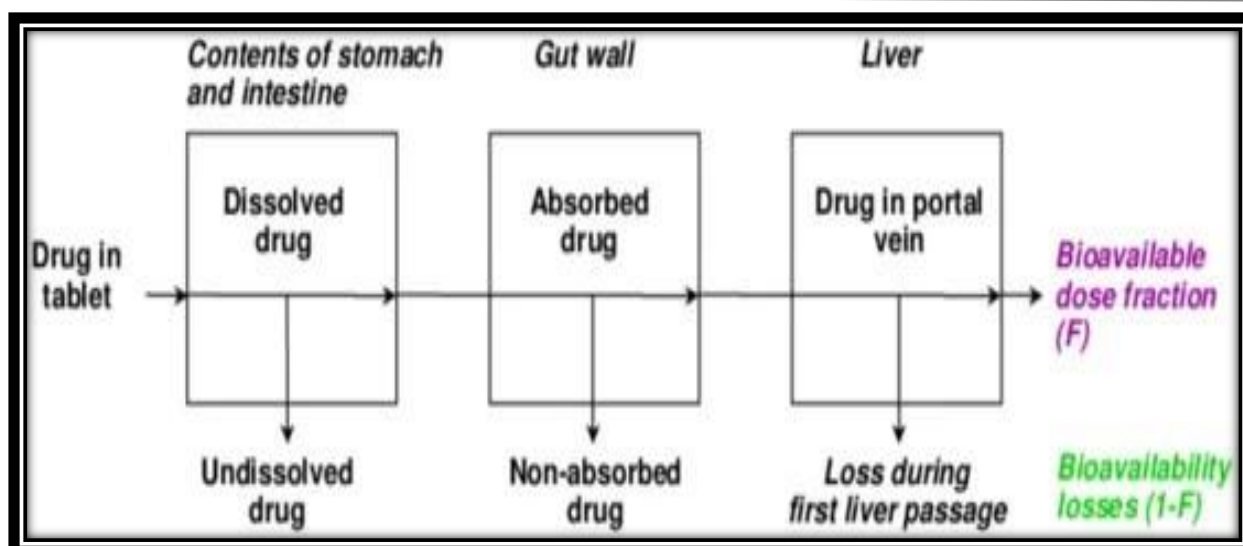 Contents of stomach
and intestine
Gut wall
Liver
Drug in
tablet
Dissolved
drug
Absorbed
drug
Drug in portal
vein
Bioavailable
dose fraction
(F)
Undissolved
drug
Non-absorbed
drug
Loss during
first liver passage
Bioavailability
losses (1-F)